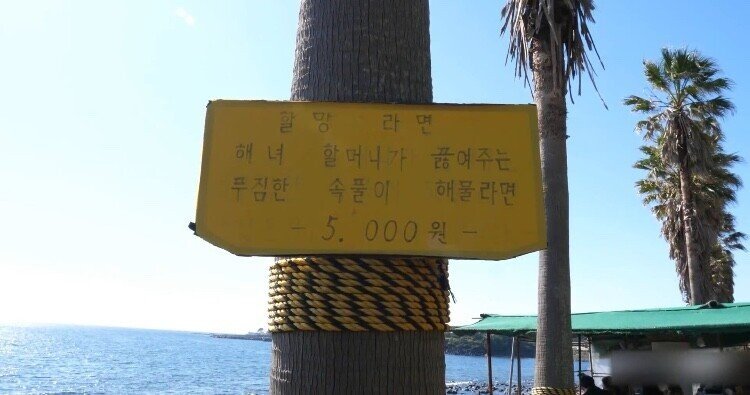 할망 라면
해녀 할머니가 끓여주는
푸짐한 속풀이 해물라면
- 5.000원 -